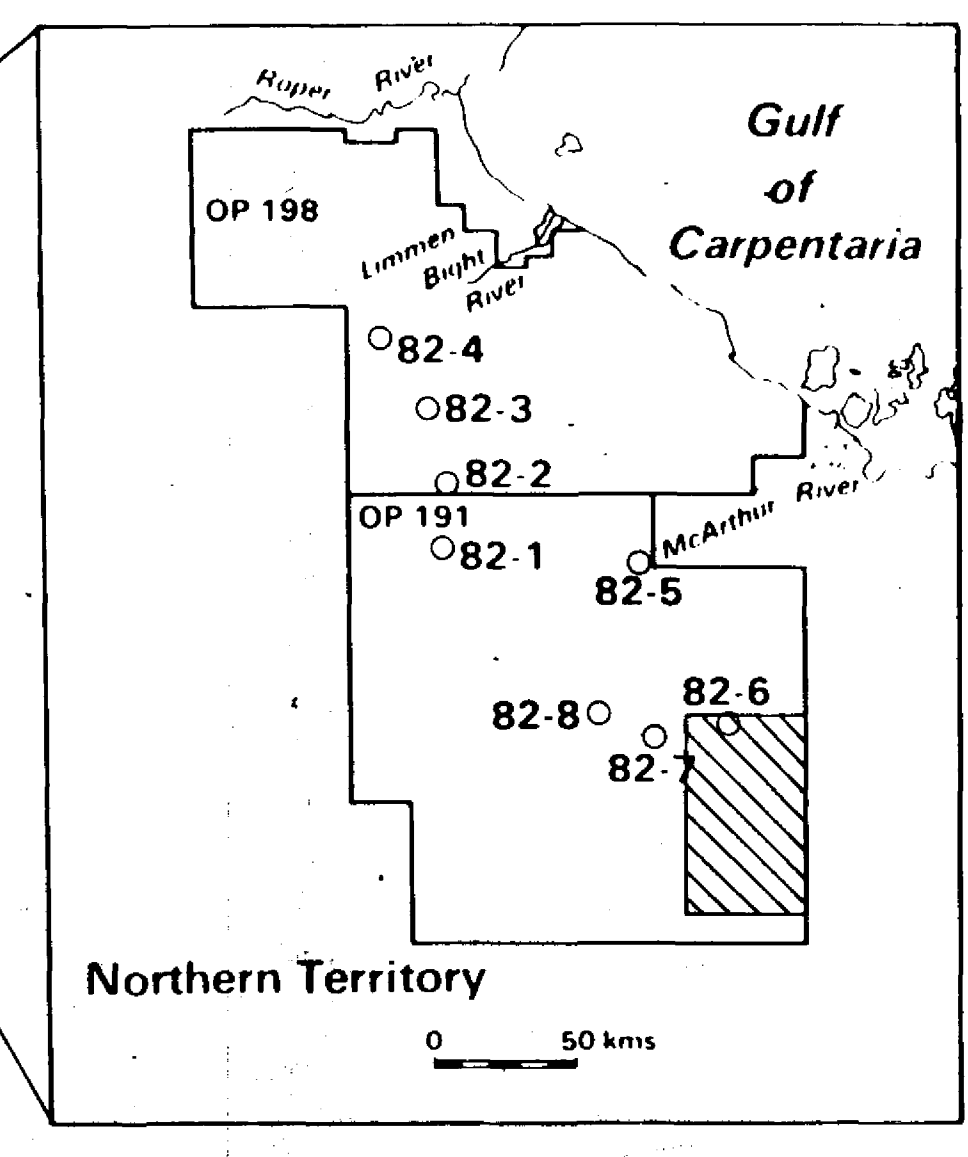 Roper River
Gulf
of
Carpentaria
OP 198
Limmen
Bight
River
82-4
82-3
82-2
OP 191
McArthur River
82-1
82-5
82-6
82-8
82-7
Northern Territory
0 50 kms